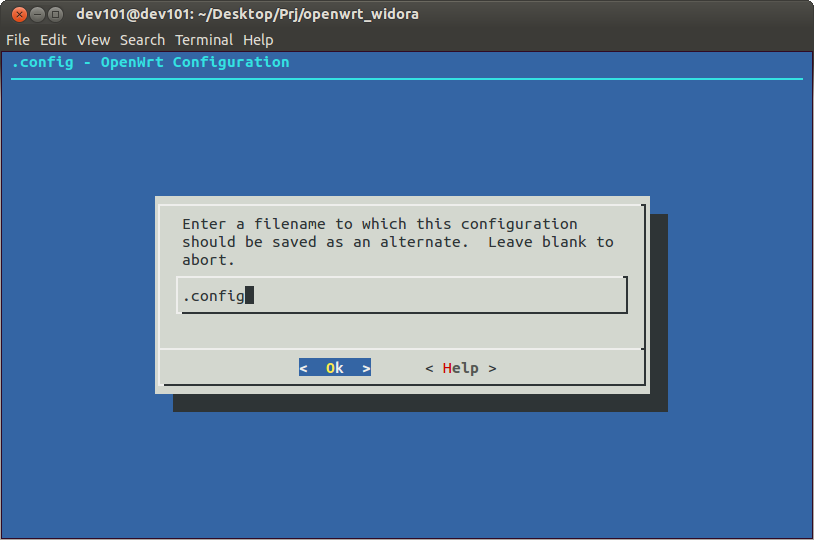 dev101@dev101: ~/Desktop/Prj/openwrt_widora
File Edit View Search Terminal Help
.config - OpenWrt Configuration
Enter a filename to which this configuration
should be saved as an alternate.  Leave blank to
abort.
.config
<  Ok  > < Help >